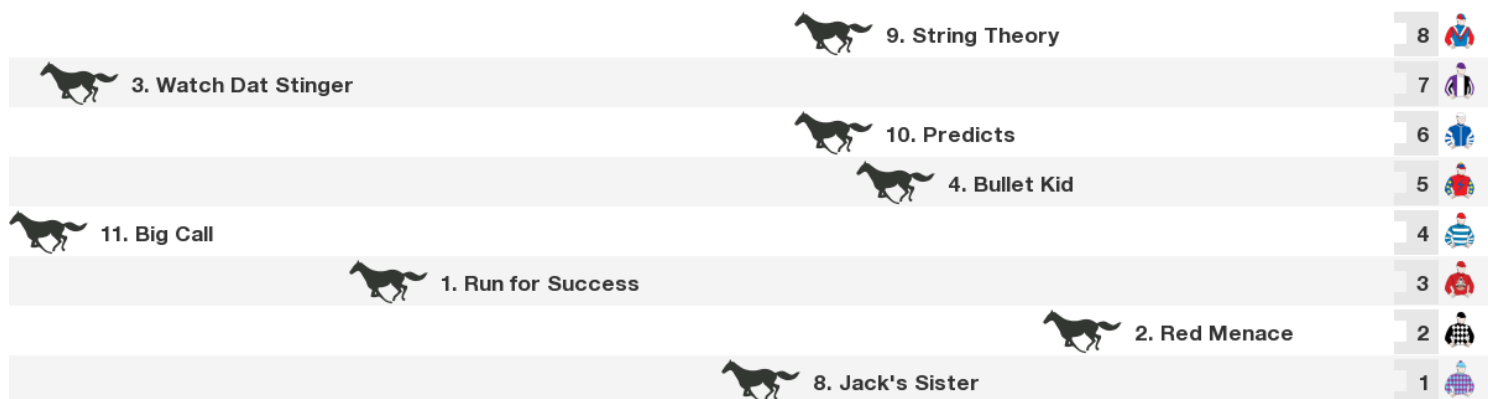 9. String Theory 8
3. Watch Dat Stinger 7
10. Predicts 6
4. Bullet Kid 5
11. Big Call 4
1. Run for Success 3
2. Red Menace 2
8. Jack's Sister 1